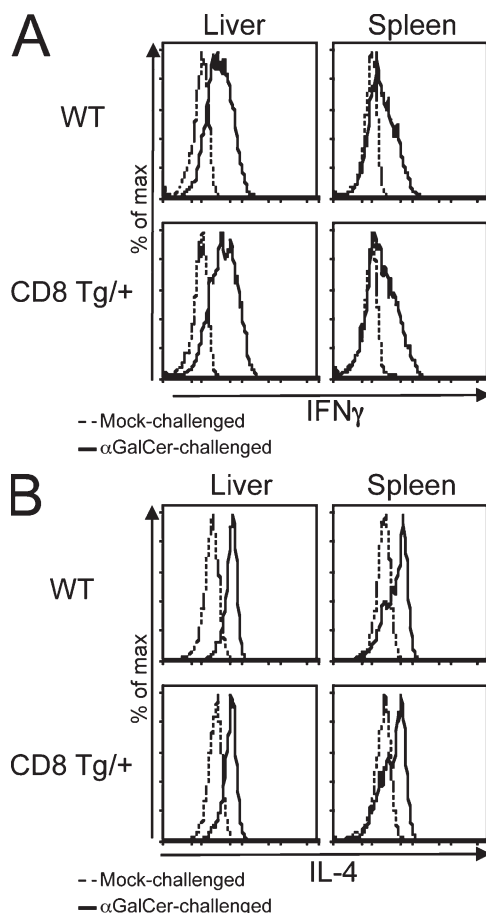 A
Liver Spleen
WT
% of max
CD8 Tg/+
IFNγ
Mock-challenged
αGalCer-challenged
B
Liver Spleen
WT
% of max
CD8 Tg/+
IL-4
Mock-challenged
αGalCer-challenged